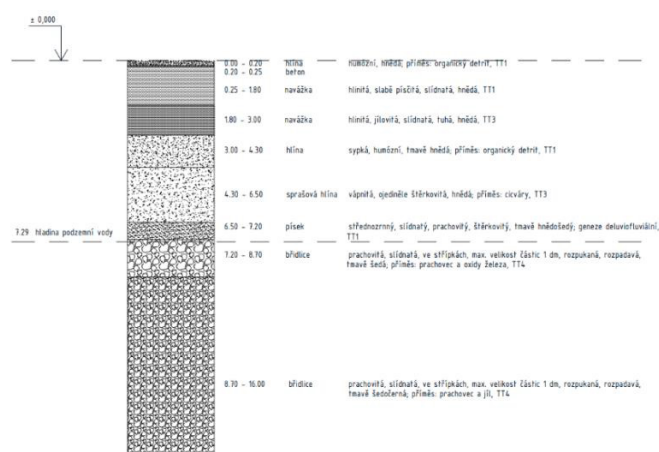 ± 0,000
0.00 - 0.20 hlína humózní, hnědá; příměs: organický detrit, TT1
0.20 - 0.25 beton
0.25 - 1.80 navážka hlinitá, slabě písčitá, slídnatá, hnědá, TT1
1.80 - 3.00 navážka hlinitá, jílovitá, slídnatá, tuhá, hnědá, TT3
3.00 - 4.30 hlína sypká, humózní, tmavě hnědá; příměs: organický detrit, TT1
4.30 - 6.50 sprašová hlína vápnitá, ojediněle štěrkovitá, hnědá; příměs: cicváry, TT3
6.50 - 7.20 písek střednozrnný, slídnatý, prachovitý, štěrkovitý, tmavě hnědošedý; geneze deluviofluviální,
TT1
7.29 hladina podzemní vody
7.20 - 8.70 břidlice prachovitá, slídnatá, ve střípkách, max. velikost částic 1 dm, rozpukaná, rozpadavá,
tmavě šedá, příměs: prachovec a oxidy železa, TT4
8.70 - 16.00 břidlice prachovitá, slídnatá, ve střípkách, max. velikost částic 1 dm, rozpukaná, rozpadavá,
tmavě šedočerná; příměs: prachovec a jíl, TT4